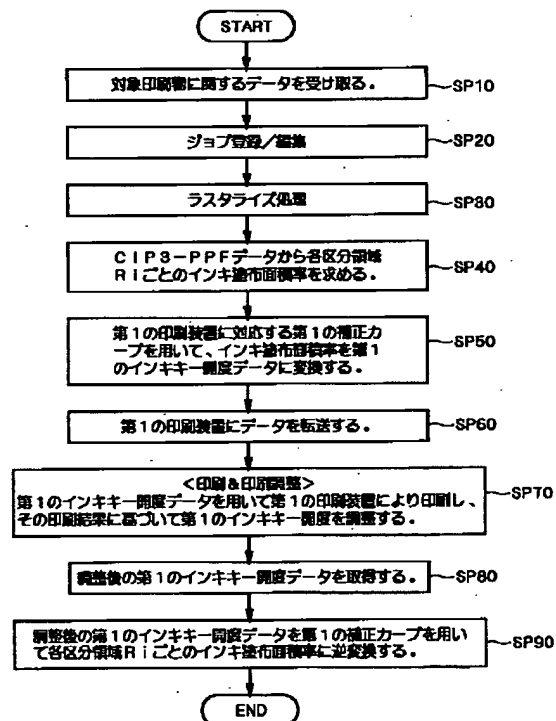 START
対象印刷物に関するデータを受け取る。
SP10
ジョブ登録/編集
SP20
ラスタライズ処理
SP30
CIP3-PPFデータから各区分領域
Riごとのインキ塗布面積率を求める。
SP40
第1の印刷装置に対応する第1の補正カ
ーブを用いて、インキ塗布面積率を第1
のインキキー開度データに変換する。
SP50
第1の印刷装置にデータを転送する。
SP60
<印刷&印刷調整>
第1のインキキー開度データを用いて第1の印刷装置により印刷し、
その印刷結果に基づいて第1のインキキー開度を調整する。
SP70
調整後の第1のインキキー開度データを取得する。
SP80
調整後の第1のインキキー開度データを第1の補正カーブを用い
て各区分領域Riごとのインキ塗布面積率に逆変換する。
SP90
END